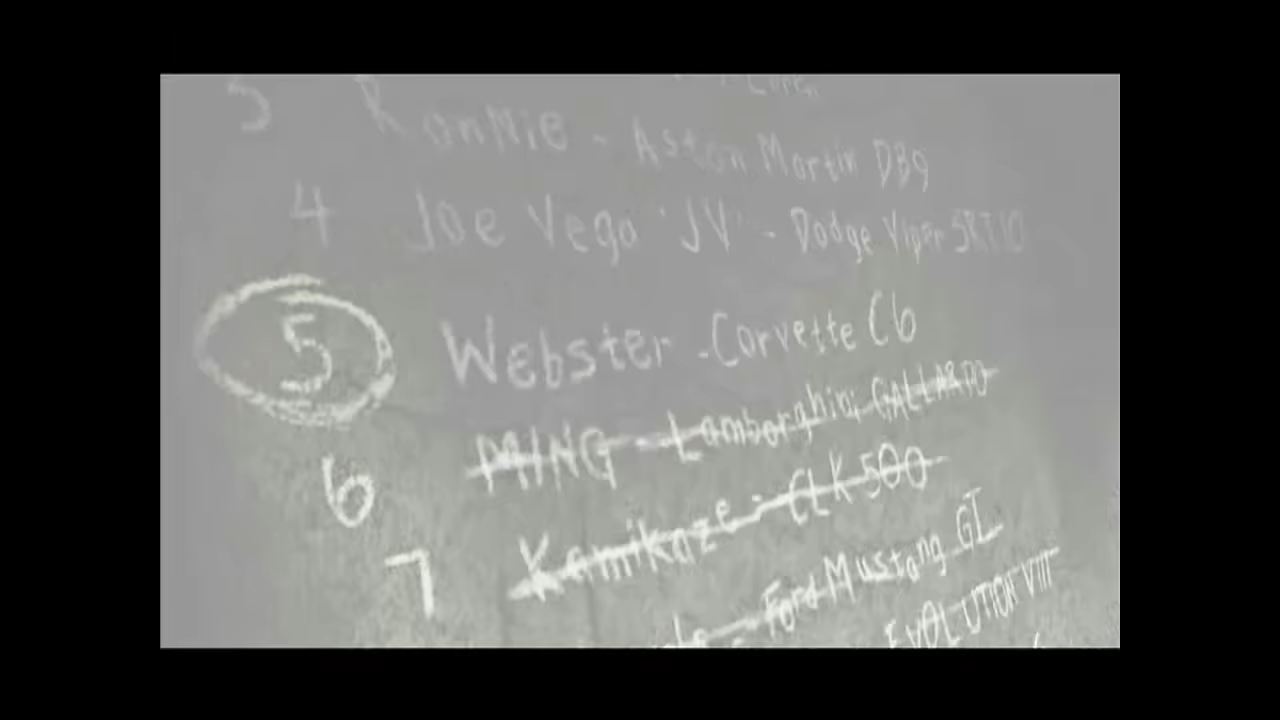 3 Ronnie - Aston Martin DB9
4 Joe Vega 'JV' - Dodge Viper SRT10
5 Webster - Corvette C6
6 MING - Lamborghini GALLARDO
7 Kamikaze - CLK 500
- Ford Mustang GT
EVOLUTION VIII